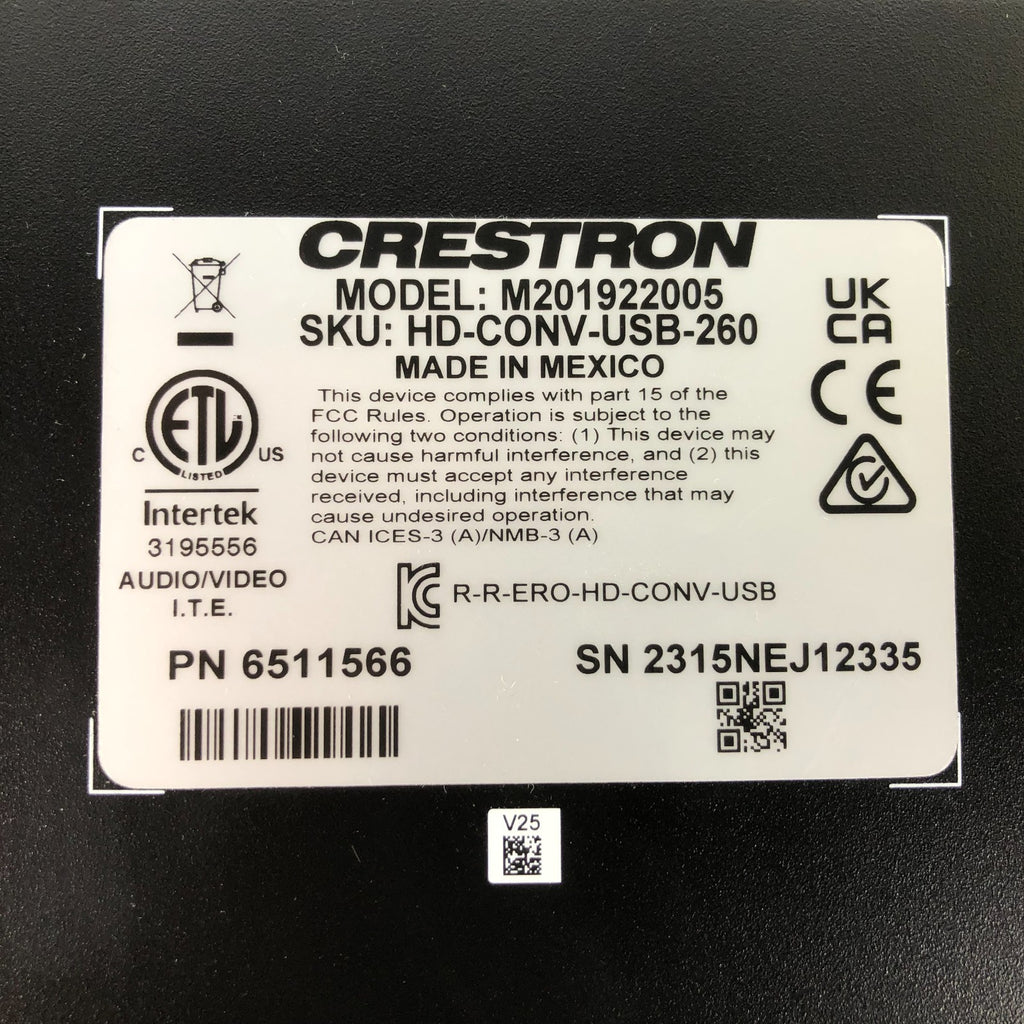 CRESTRON
MODEL: M201922005
SKU: HD-CONV-USB-260
MADE IN MEXICO
This device complies with part 15 of the
FCC Rules. Operation is subject to the
following two conditions: (1) This device may
not cause harmful interference, and (2) this
device must accept any interference
received, including interference that may
cause undesired operation.
CAN ICES-3 (A)/NMB-3 (A)
ETL
C US
LISTED
Intertek
3195556
AUDIO/VIDEO
I.T.E.
UK
CA
CE
KC R-R-ERO-HD-CONV-USB
PN 6511566
SN 2315NEJ12335
V25